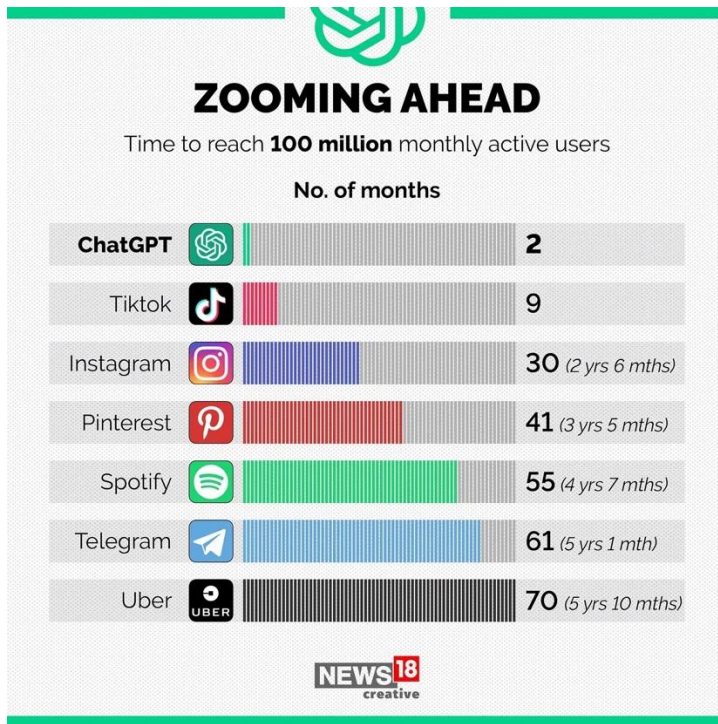 ZOOMING AHEAD
Time to reach 100 million monthly active users
No. of months
ChatGPT 2
Tiktok 9
Instagram 30 (2 yrs 6 mths)
Pinterest 41 (3 yrs 5 mths)
Spotify 55 (4 yrs 7 mths)
Telegram 61 (5 yrs 1 mth)
Uber UBER 70 (5 yrs 10 mths)
NEWS18
creative